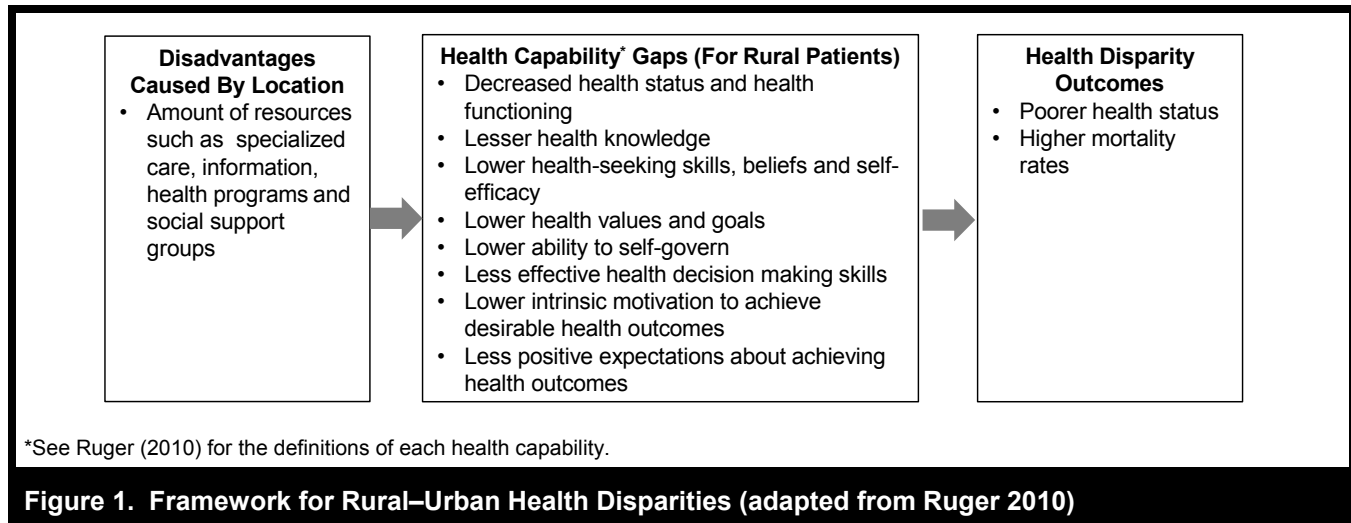 Disadvantages
Caused By Location
• Amount of resources
such as specialized
care, information,
health programs and
social support
groups
Health Capability* Gaps (For Rural Patients)
• Decreased health status and health
functioning
• Lesser health knowledge
• Lower health-seeking skills, beliefs and self-
efficacy
• Lower health values and goals
• Lower ability to self-govern
• Less effective health decision making skills
• Lower intrinsic motivation to achieve
desirable health outcomes
• Less positive expectations about achieving
health outcomes
Health Disparity
Outcomes
• Poorer health status
• Higher mortality
rates
*See Ruger (2010) for the definitions of each health capability.
Figure 1. Framework for Rural–Urban Health Disparities (adapted from Ruger 2010)